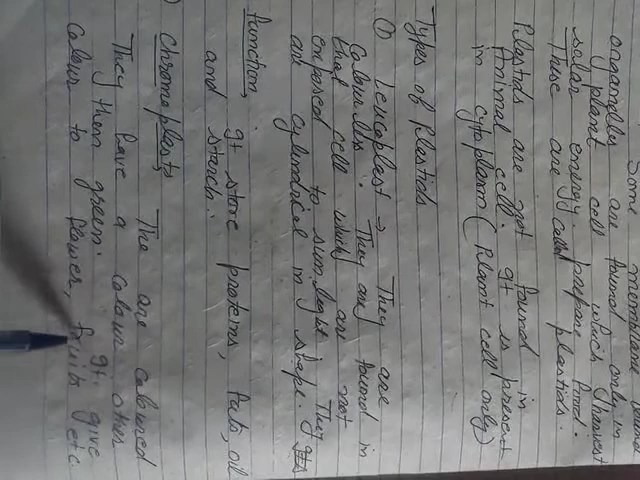 Some membrane bound
organelles are found only in
plant cell which harvest
solar energy. prepare food.
These are called plastids.
Plastids are not found in
Animal cell. It is present
in cytoplasm (Plant cell only)
Types of Plastids
① Leucoplast → They are
Colourless. They are found in
that cell which are not
exposed to sunlight. They
are cylindrical in shape.
Function, It store proteins, fats, oil
and starch.
) Chromoplasts The are coloured
They have a colour other
them green. It give
colour to flower, fruits etc.